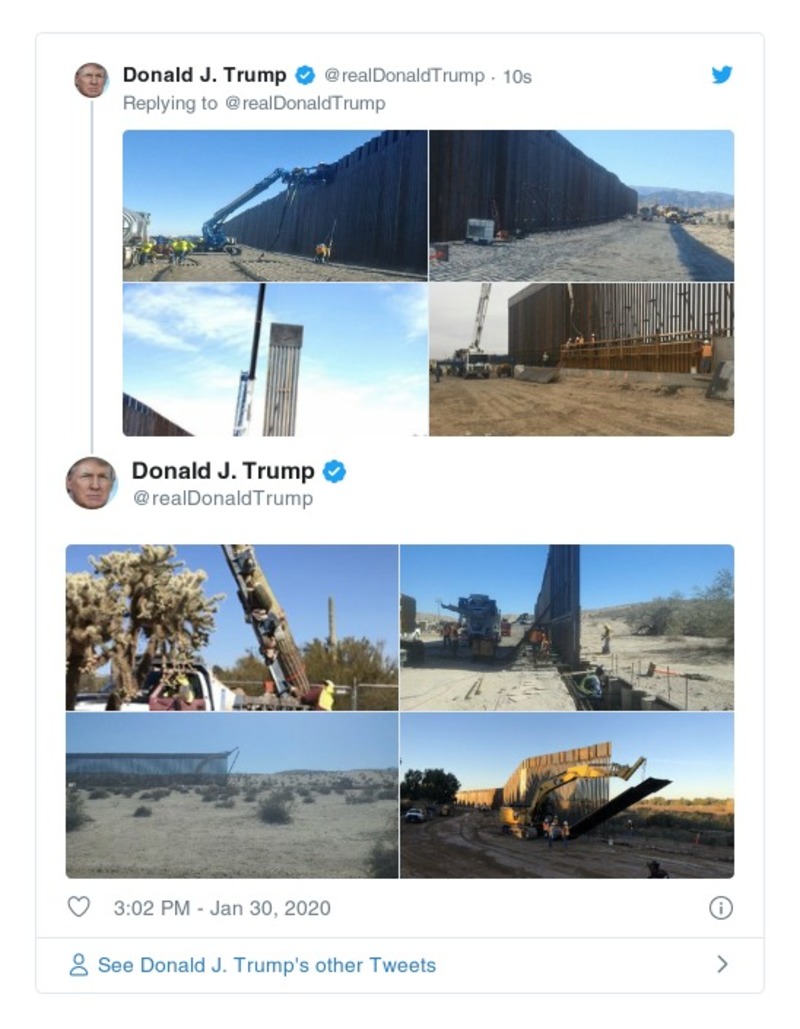 Donald J. Trump @realDonaldTrump · 10s
Replying to @realDonaldTrump
Donald J. Trump
@realDonaldTrump
3:02 PM - Jan 30, 2020
See Donald J. Trump's other Tweets